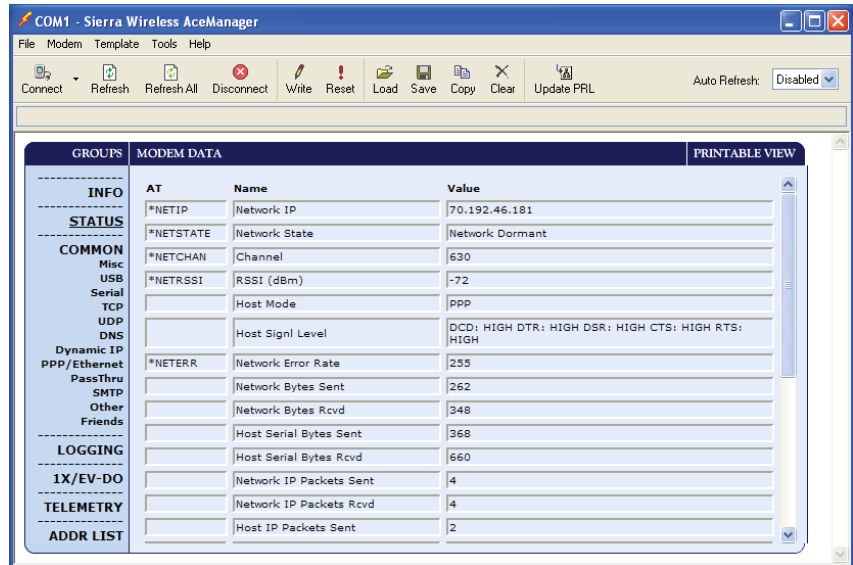 COM1 - Sierra Wireless AceManager
File Modem Template Tools Help
Connect Refresh Refresh All Disconnect Write Reset Load Save Copy Clear Update PRL Auto Refresh: Disabled
GROUPS MODEM DATA PRINTABLE VIEW
INFO
STATUS
COMMON
Misc
USB
Serial
TCP
UDP
DNS
Dynamic IP
PPP/Ethernet
PassThru
SMTP
Other
Friends
LOGGING
1X/EV-DO
TELEMETRY
ADDR LIST
AT Name Value
*NETIP Network IP 70.192.46.181
*NETSTATE Network State Network Dormant
*NETCHAN Channel 630
*NETRSSI RSSI (dBm) -72
Host Mode PPP
Host Signl Level DCD: HIGH DTR: HIGH DSR: HIGH CTS: HIGH RTS:
HIGH
*NETERR Network Error Rate 255
Network Bytes Sent 262
Network Bytes Rcvd 348
Host Serial Bytes Sent 368
Host Serial Bytes Rcvd 660
Network IP Packets Sent 4
Network IP Packets Rcvd 4
Host IP Packets Sent 2